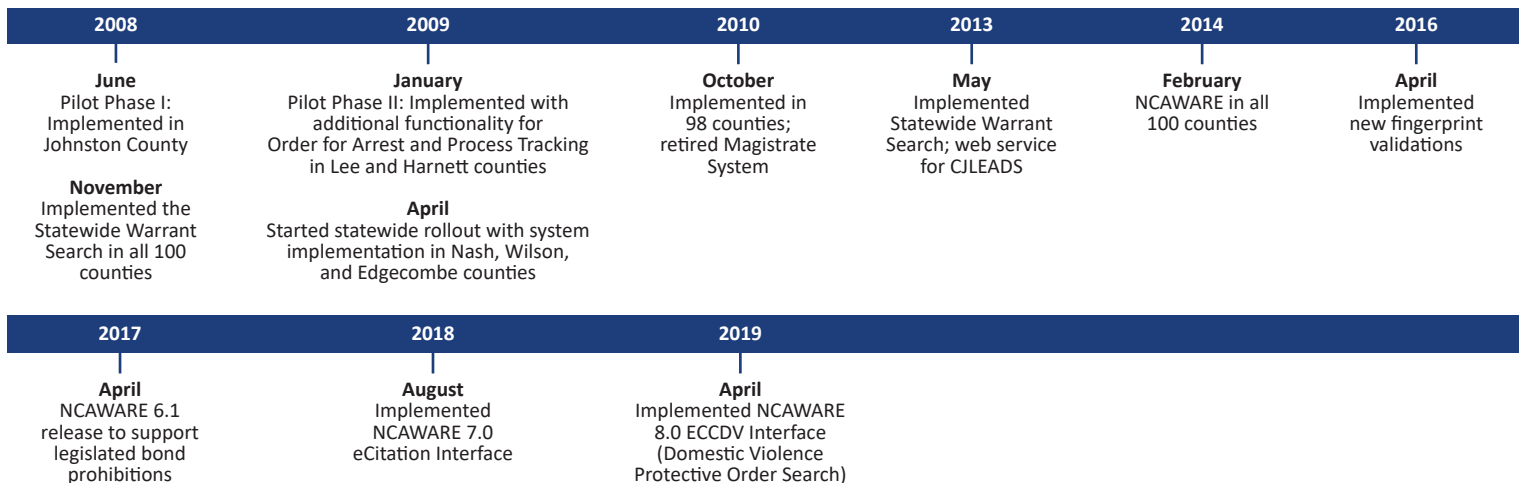 2008 2009 2010 2013 2014 2016
June
Pilot Phase I:
Implemented in
Johnston County
November
Implemented the
Statewide Warrant
Search in all 100
counties
January
Pilot Phase II: Implemented with
additional functionality for
Order for Arrest and Process Tracking
in Lee and Harnett counties
April
Started statewide rollout with system
implementation in Nash, Wilson,
and Edgecombe counties
October
Implemented in
98 counties;
retired Magistrate
System
May
Implemented
Statewide Warrant
Search; web service
for CJLEADS
February
NCAWARE in all
100 counties
April
Implemented
new fingerprint
validations
2017 2018 2019
April
NCAWARE 6.1
release to support
legislated bond
prohibitions
August
Implemented
NCAWARE 7.0
eCitation Interface
April
Implemented NCAWARE
8.0 ECCDV Interface
(Domestic Violence
Protective Order Search)